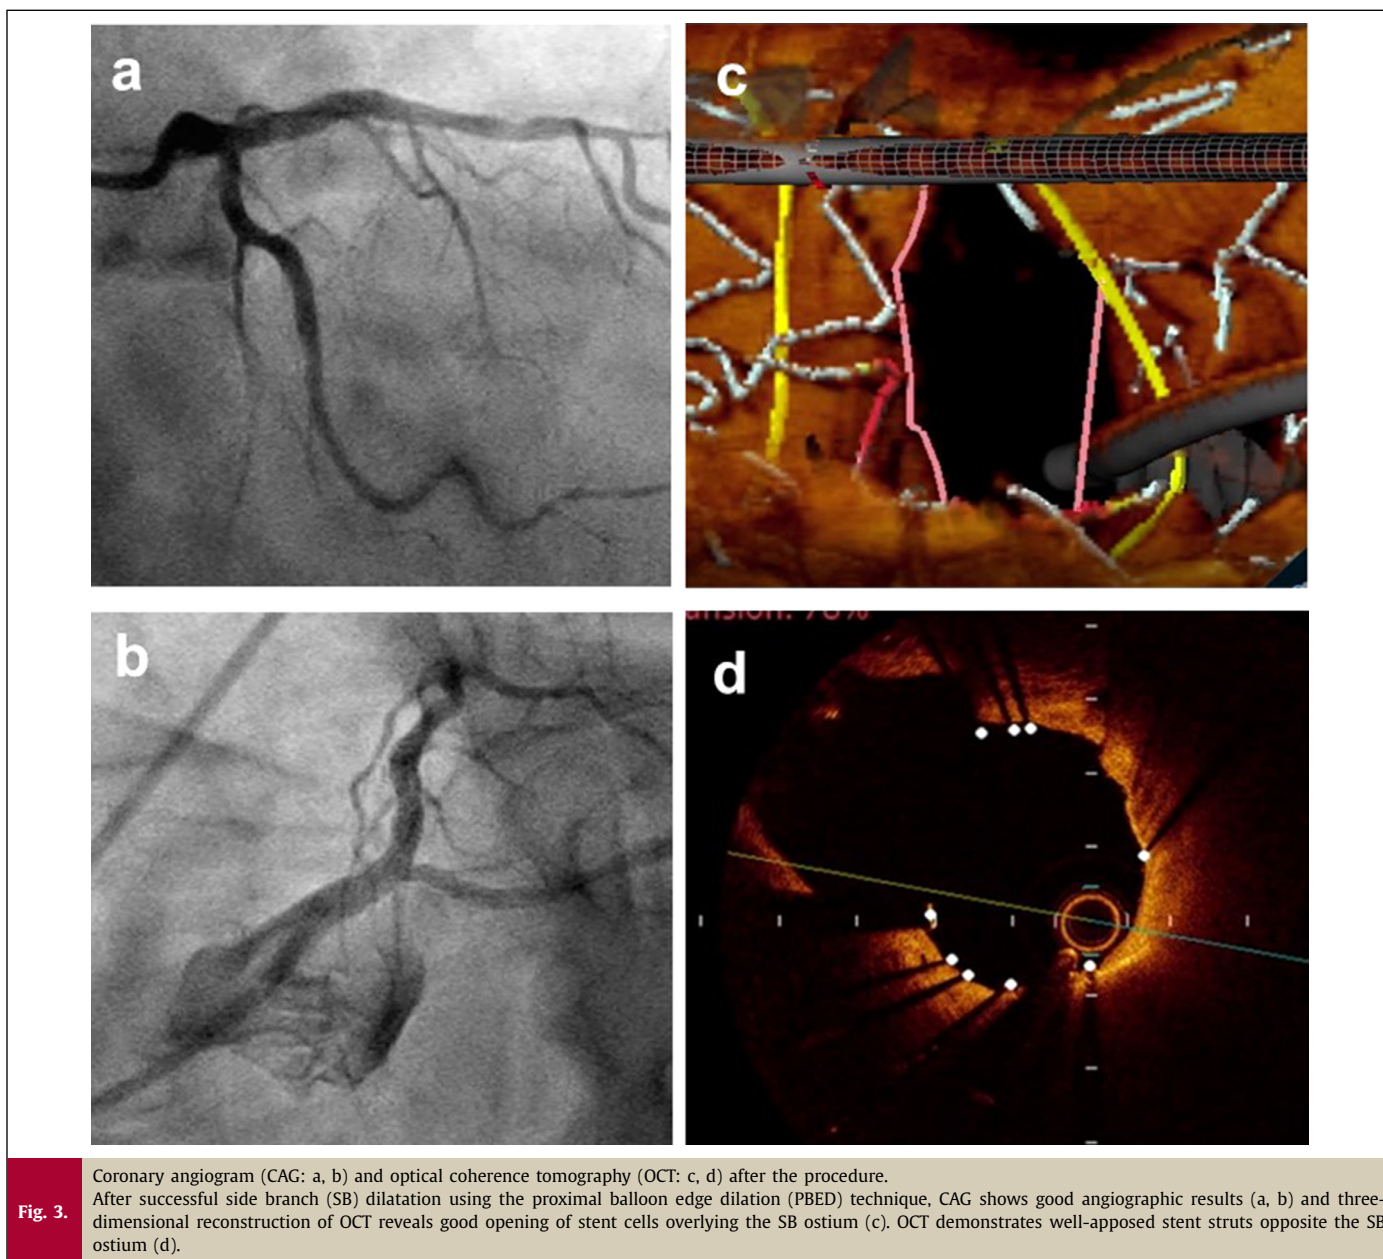 a
c
b
d
Fig. 3.
Coronary angiogram (CAG: a, b) and optical coherence tomography (OCT: c, d) after the procedure.
After successful side branch (SB) dilatation using the proximal balloon edge dilation (PBED) technique, CAG shows good angiographic results (a, b) and three-
dimensional reconstruction of OCT reveals good opening of stent cells overlying the SB ostium (c). OCT demonstrates well-apposed stent struts opposite the SB
ostium (d).